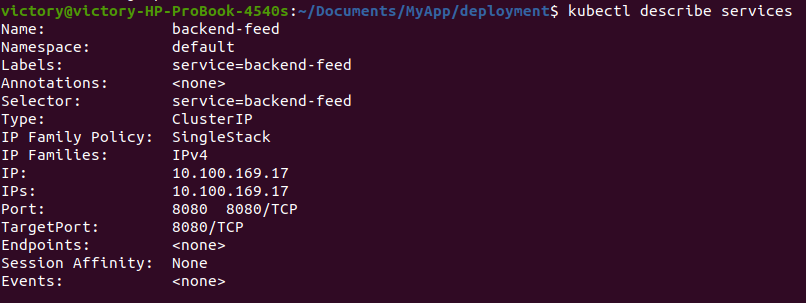 victory@victory-HP-ProBook-4540s:~/Documents/MyApp/deployment$ kubectl describe services
Name: backend-feed
Namespace: default
Labels: service=backend-feed
Annotations: <none>
Selector: service=backend-feed
Type: ClusterIP
IP Family Policy: SingleStack
IP Families: IPv4
IP: 10.100.169.17
IPs: 10.100.169.17
Port: 8080 8080/TCP
TargetPort: 8080/TCP
Endpoints: <none>
Session Affinity: None
Events: <none>